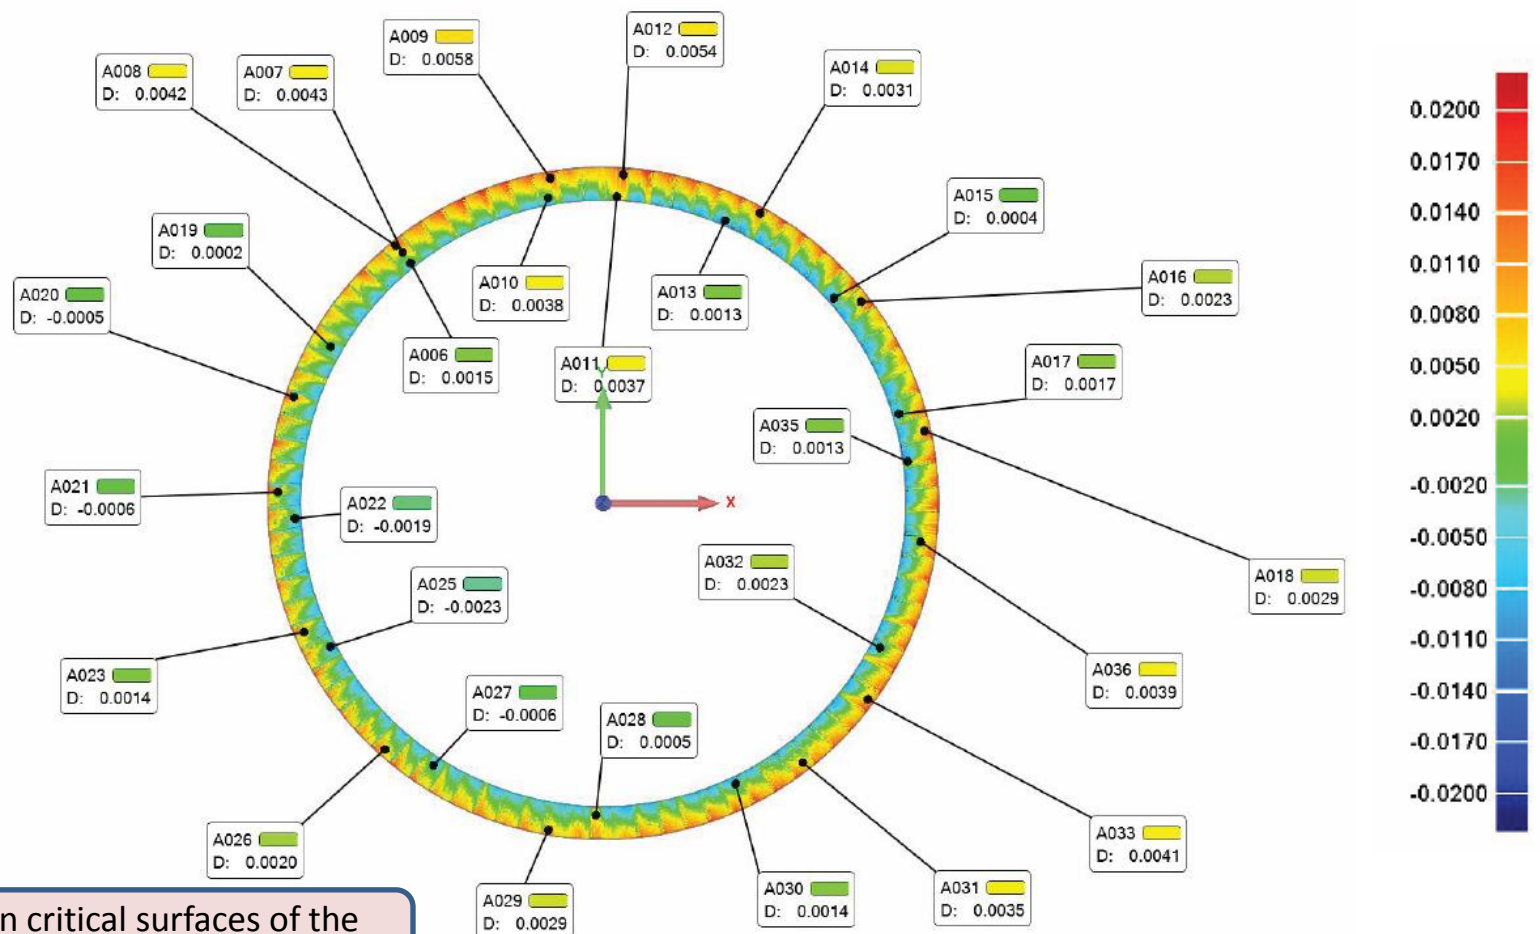 A009
D: 0.0058
A012
D: 0.0054
A008
D: 0.0042
A007
D: 0.0043
A014
D: 0.0031
0.0200
0.0170
0.0140
0.0110
0.0080
0.0050
0.0020
-0.0020
-0.0050
-0.0080
-0.0110
-0.0140
-0.0170
-0.0200
A015
D: 0.0004
A019
D: 0.0002
A010
D: 0.0038
A013
D: 0.0013
A016
D: 0.0023
A020
D: -0.0005
A006
D: 0.0015
A011
D: 0.0037
Y
A017
D: 0.0017
A035
D: 0.0013
A021
D: -0.0006
A022
D: -0.0019
X
A032
D: 0.0023
A018
D: 0.0029
A025
D: -0.0023
A023
D: 0.0014
A036
D: 0.0039
A027
D: -0.0006
A028
D: 0.0005
A026
D: 0.0020
A033
D: 0.0041
A029
D: 0.0029
A030
D: 0.0014
A031
D: 0.0035
n critical surfaces of the